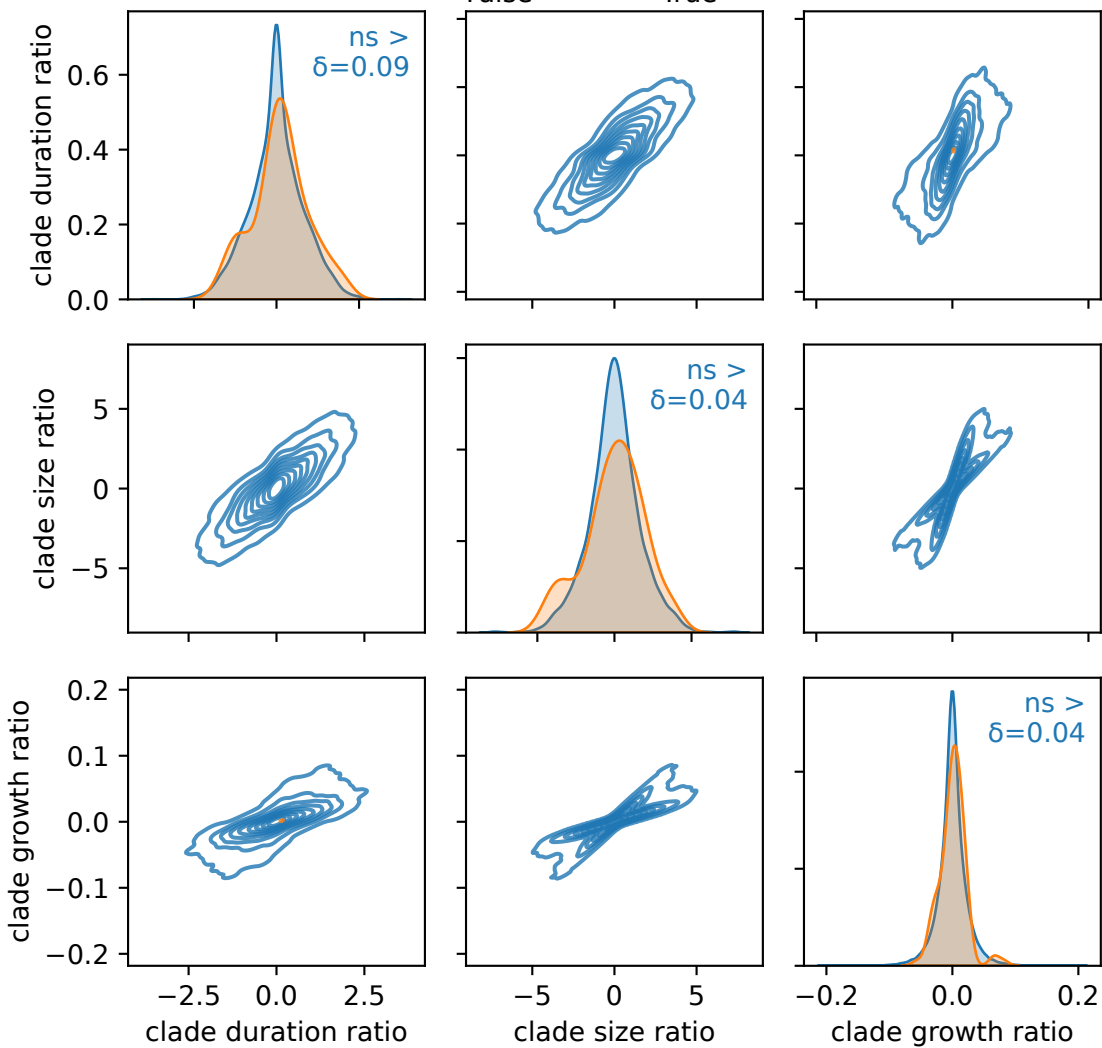 clade duration ratio
0.6
0.4
0.2
0.0
ns >
δ=0.09
clade size ratio
5
0
−5
ns >
δ=0.04
clade growth ratio
0.2
0.1
0.0
−0.1
−0.2
ns >
δ=0.04
−2.5 0.0 2.5
−5 0 5
−0.2 0.0 0.2
clade duration ratio
clade size ratio
clade growth ratio